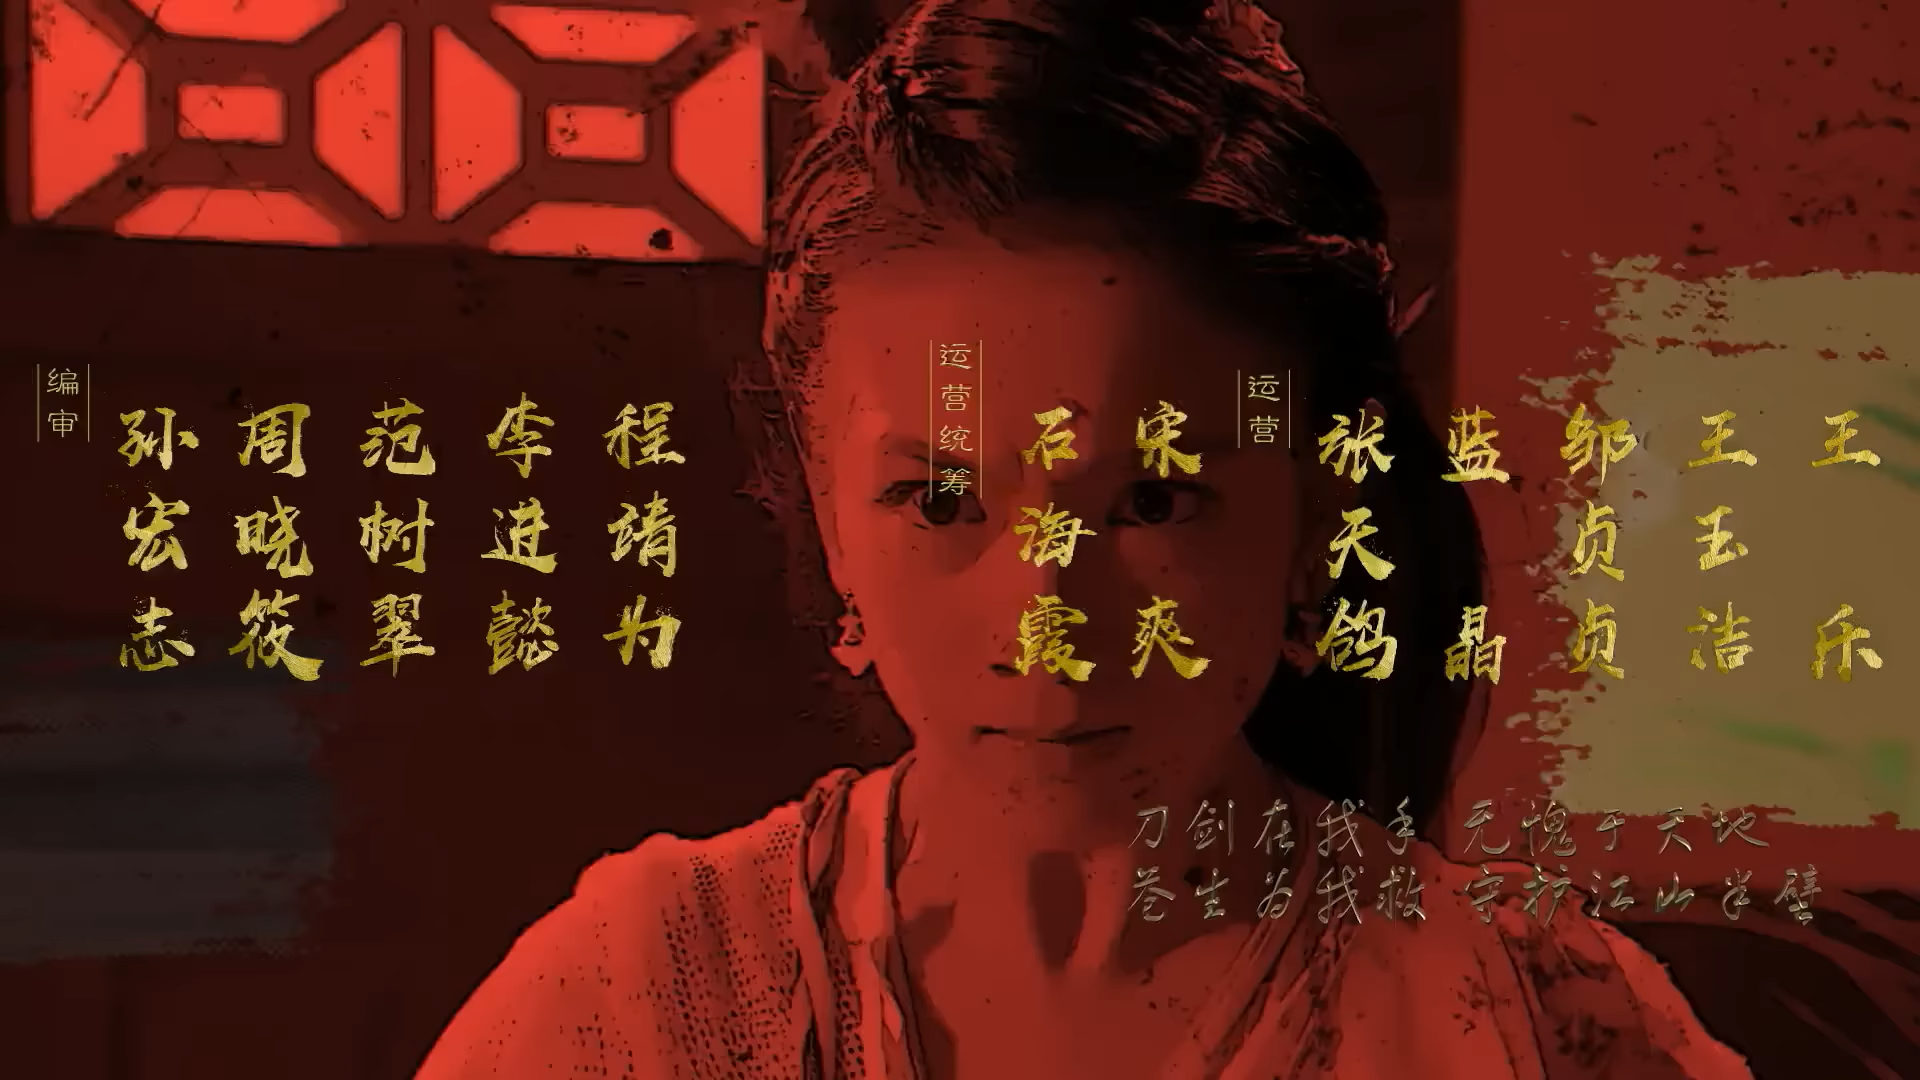 编审
孙宏志
周晓筱
范树翠
李进懿
程靖为
运营统筹
石海霞
宋爽
运营
张天鸽
蓝晶
邹贞贞
王玉洁
王乐
刀剑在我手 无愧于天地
苍生为我救 守护江山半壁